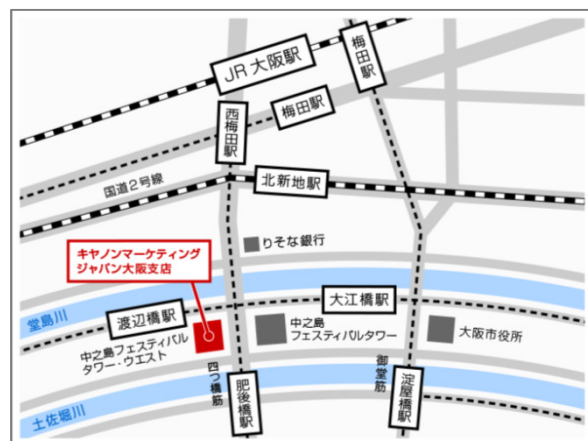 JR大阪駅
梅田駅
梅田駅
西梅田駅
国道2号線
北新地駅
りそな銀行
キヤノンマーケティング
ジャパン大阪支店
堂島川
渡辺橋駅
大江橋駅
中之島フェスティバル
タワー・ウエスト
中之島
フェスティバルタワー
大阪市役所
四つ橋筋
肥後橋駅
御堂筋
淀屋橋駅
土佐堀川